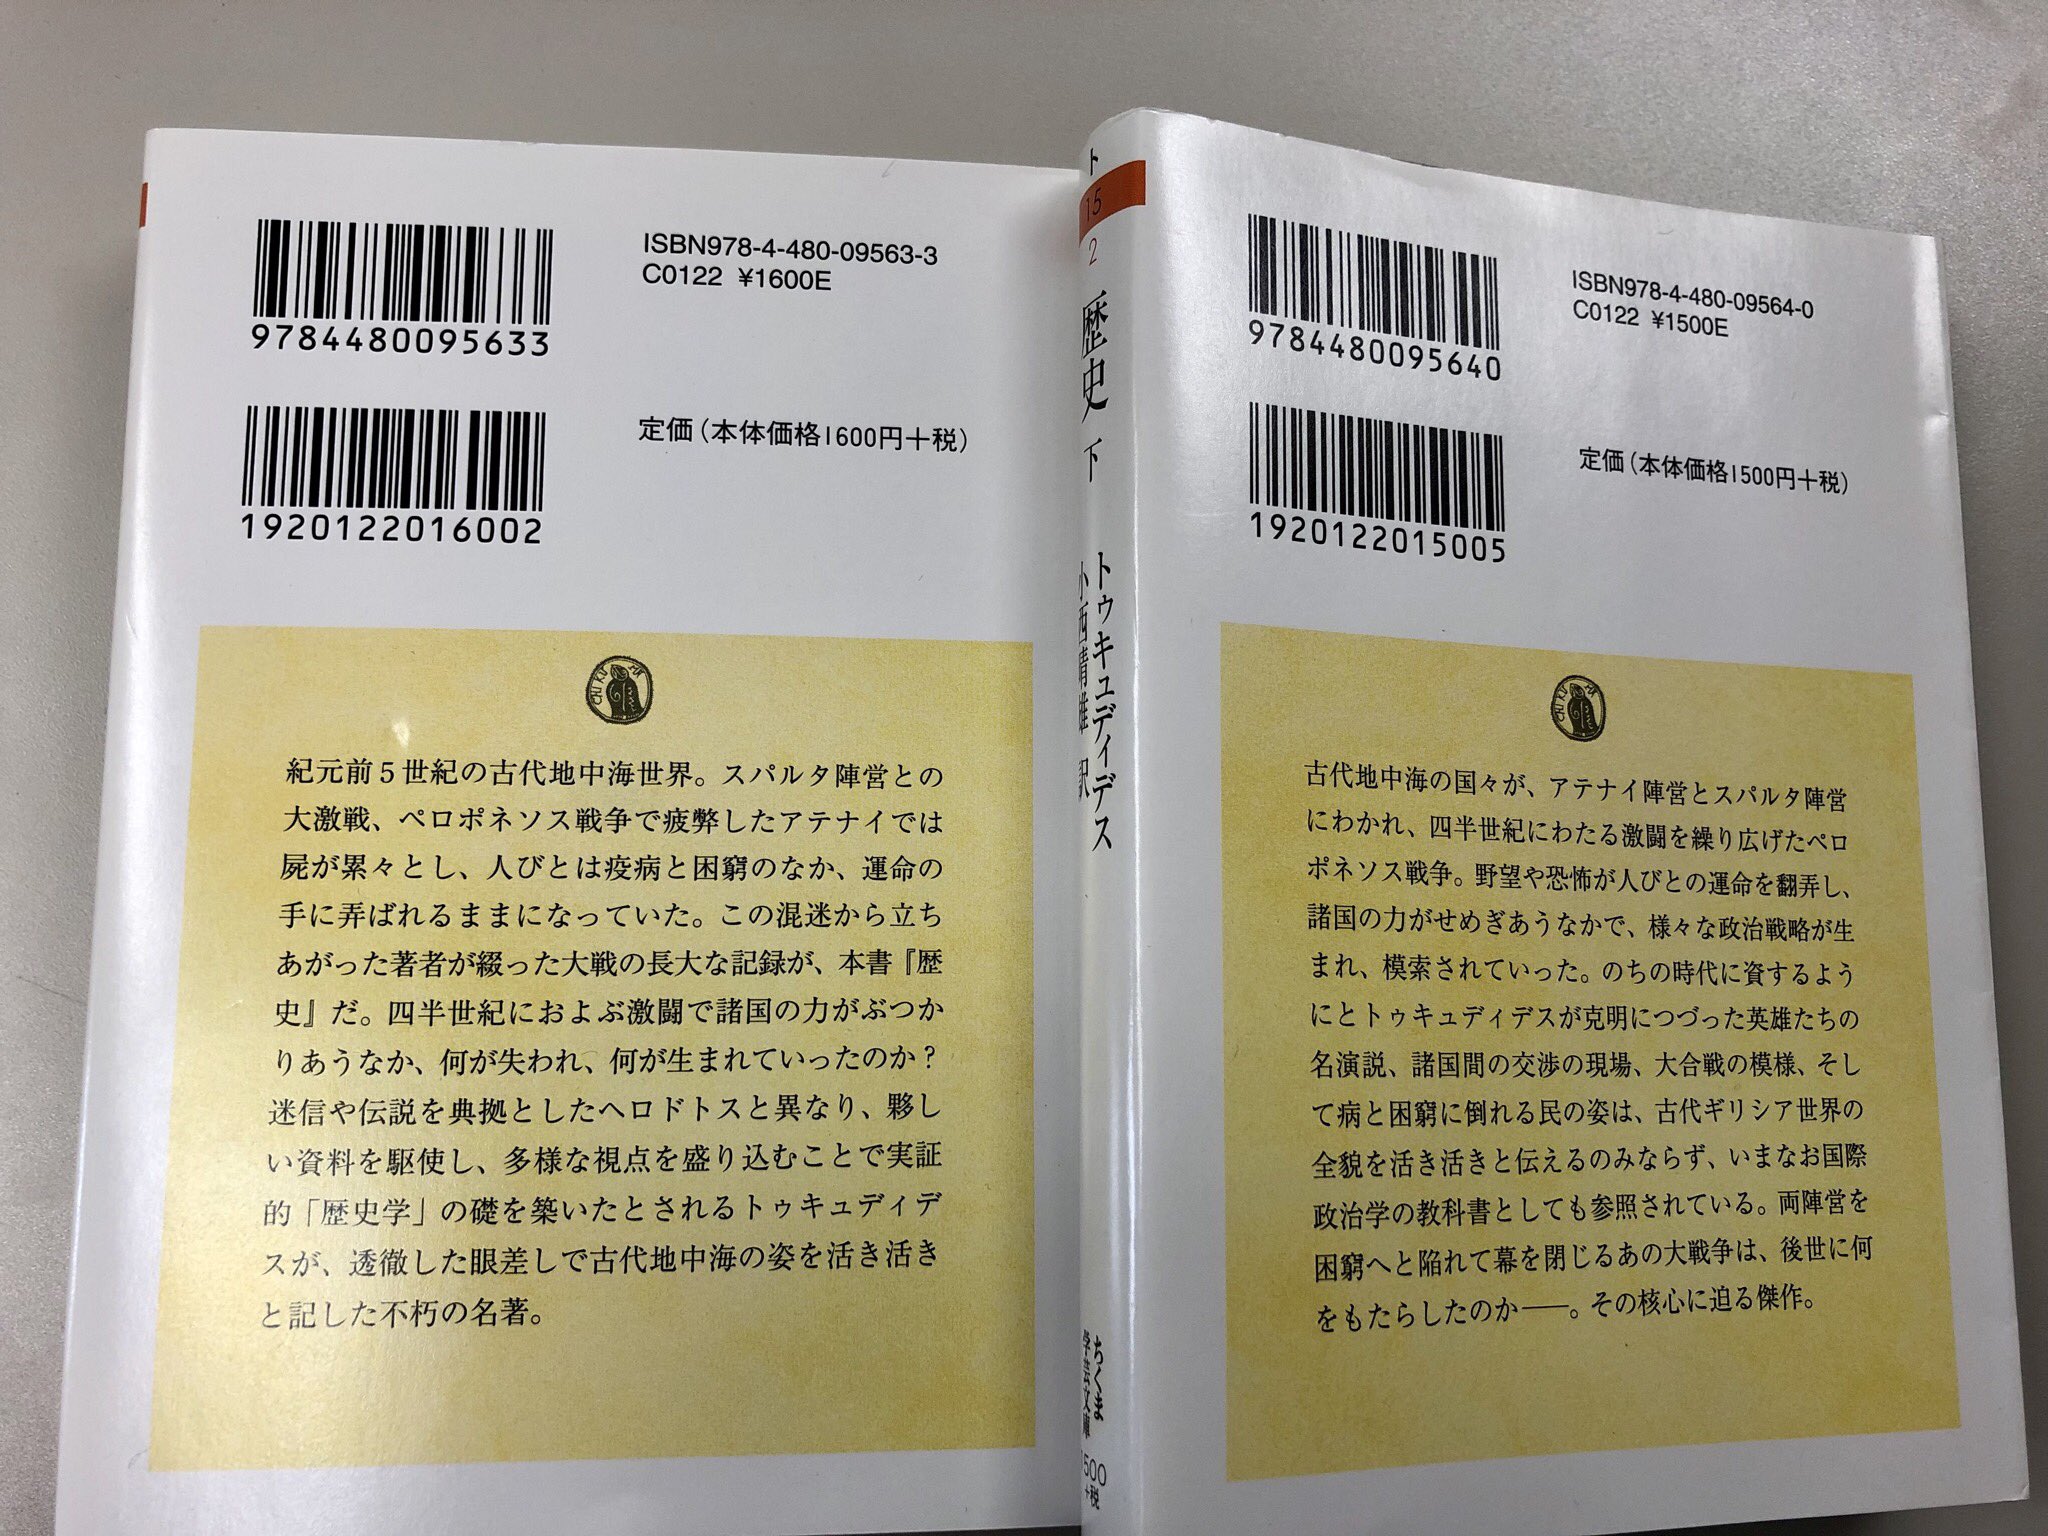 ISBN978-4-480-09563-3
C0122 ¥1600E
9784480095633
定価(本体価格1600円+税)
1920122016002
CHIKUMA
紀元前5世紀の古代地中海世界。スパルタ陣営との
大激戦、ペロポネソス戦争で疲弊したアテナイでは
屍が累々とし、人びとは疫病と困窮のなか、運命の
手に弄ばれるままになっていた。この混迷から立ち
あがった著者が綴った大戦の長大な記録が、本書『歴
史』だ。四半世紀におよぶ激闘で諸国の力がぶつか
りあうなか、何が失われ、何が生まれていったのか?
迷信や伝説を典拠としたヘロドトスと異なり、夥し
い資料を駆使し、多様な視点を盛り込むことで実証
的「歴史学」の礎を築いたとされるトゥキュディデ
スが、透徹した眼差しで古代地中海の姿を活き活き
と記した不朽の名著。
ト
15
2
歴史 下
トゥキュディデス
小西晴雄 訳
ちくま
学芸文庫
1500
+税
ISBN978-4-480-09564-0
C0122 ¥1500E
9784480095640
定価(本体価格1500円+税)
1920122015005
CHIKUMA
古代地中海の国々が、アテナイ陣営とスパルタ陣営
にわかれ、四半世紀にわたる激闘を繰り広げたペロ
ポネソス戦争。野望や恐怖が人びとの運命を翻弄し、
諸国の力がせめぎあうなかで、様々な政治戦略が生
まれ、模索されていった。のちの時代に資するよう
にとトゥキュディデスが克明につづった英雄たちの
名演説、諸国間の交渉の現場、大合戦の模様、そし
て病と困窮に倒れる民の姿は、古代ギリシア世界の
全貌を活き活きと伝えるのみならず、いまなお国際
政治学の教科書としても参照されている。両陣営を
困窮へと陥れて幕を閉じるあの大戦争は、後世に何
をもたらしたのか――。その核心に迫る傑作。